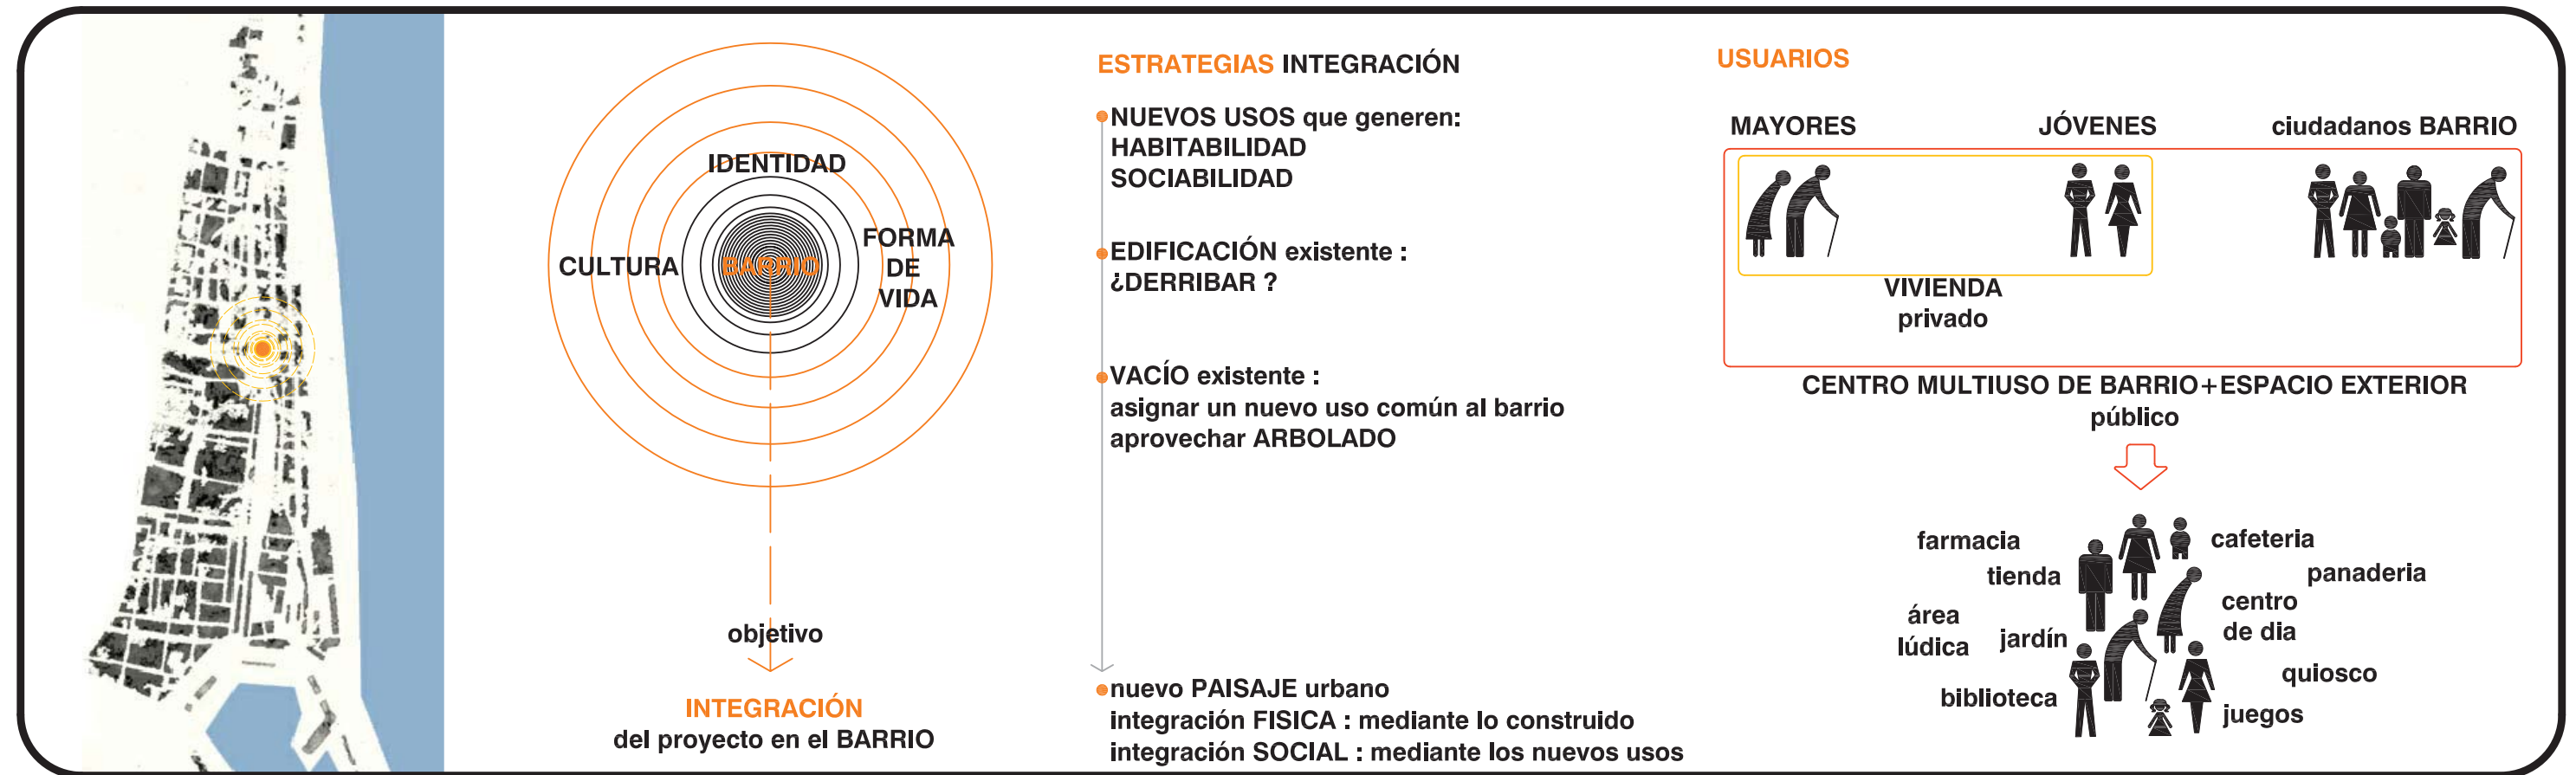 IDENTIDAD
CULTURA
BARRIO
FORMA
DE
VIDA
objetivo
INTEGRACIÓN
del proyecto en el BARRIO
ESTRATEGIAS INTEGRACIÓN
NUEVOS USOS que generen:
HABITABILIDAD
SOCIABILIDAD
EDIFICACIÓN existente :
¿DERRIBAR ?
VACÍO existente :
asignar un nuevo uso común al barrio
aprovechar ARBOLADO
nuevo PAISAJE urbano
integración FISICA : mediante lo construido
integración SOCIAL : mediante los nuevos usos
USUARIOS
MAYORES
JÓVENES
ciudadanos BARRIO
VIVIENDA
privado
CENTRO MULTIUSO DE BARRIO+ESPACIO EXTERIOR
público
farmacia
cafeteria
tienda
panaderia
área
lúdica
jardín
centro
de dia
quiosco
biblioteca
juegos